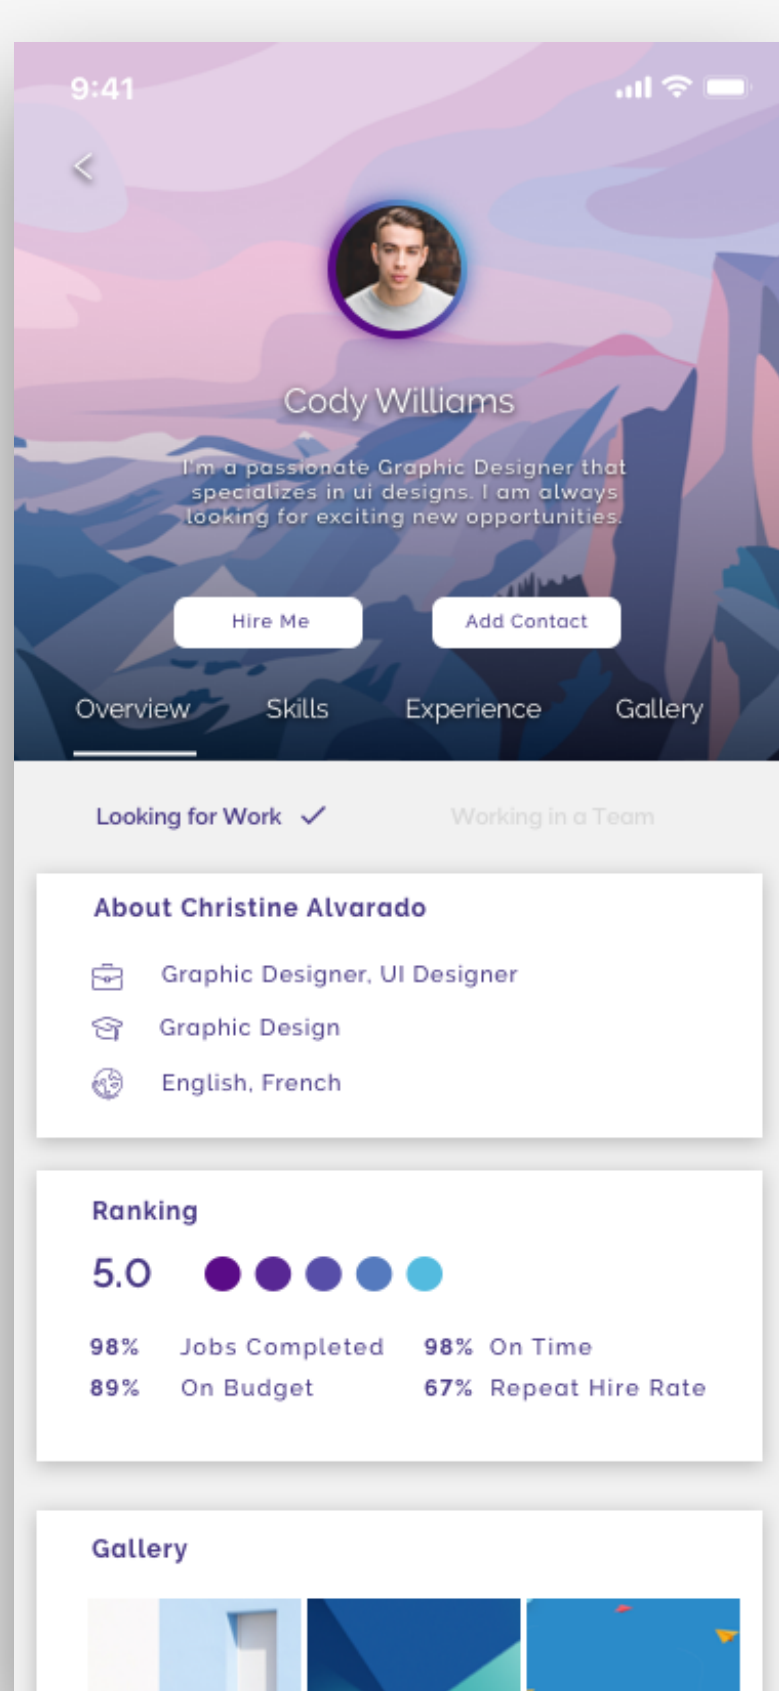 9:41
Cody Williams
I'm a passionate Graphic Designer that
specializes in ui designs. I am always
looking for exciting new opportunities.
Hire Me Add Contact
Overview Skills Experience Gallery
Looking for Work Working in a Team
About Christine Alvarado
Graphic Designer, UI Designer
Graphic Design
English, French
Ranking
5.0
98% Jobs Completed 98% On Time
89% On Budget 67% Repeat Hire Rate
Gallery